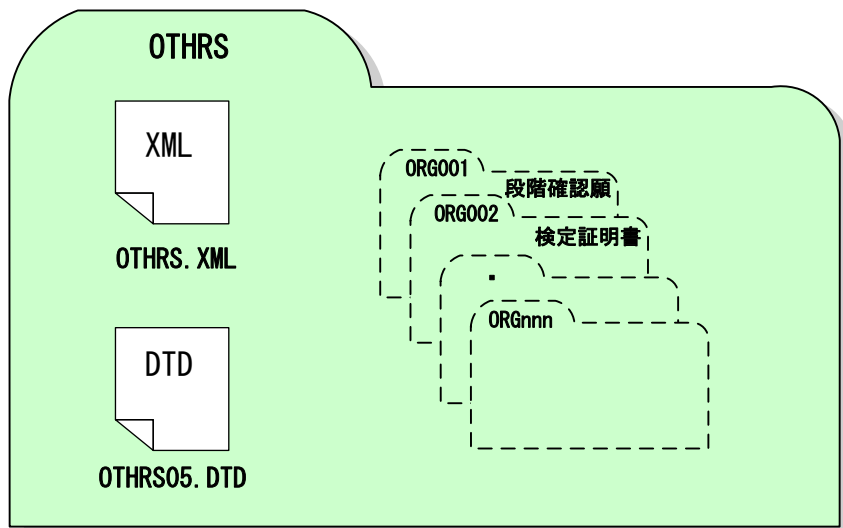 OTHRS
XML
OTHRS.XML
DTD
OTHRS05.DTD
ORG001
段階確認願
ORG002
検定証明書
.
ORGnnn